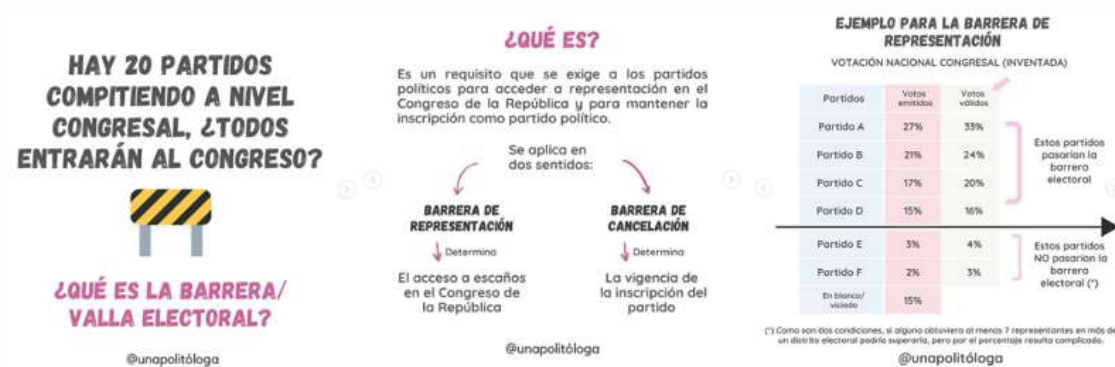 HAY 20 PARTIDOS
COMPITIENDO A NIVEL
CONGRESAL, ¿TODOS
ENTRARÁN AL CONGRESO?
¿QUÉ ES LA BARRERA/
VALLA ELECTORAL?
@unapolitóloga
¿QUÉ ES?
Es un requisito que se exige a los partidos
políticos para acceder a representación en el
Congreso de la República y para mantener la
inscripción como partido político.
Se aplica en
dos sentidos:
BARRERA DE
REPRESENTACIÓN
Determina
El acceso a escaños
en el Congreso de
la República
BARRERA DE
CANCELACIÓN
Determina
La vigencia de
la inscripción del
partido
@unapolitóloga
EJEMPLO PARA LA BARRERA DE
REPRESENTACIÓN
VOTACIÓN NACIONAL CONGRESAL (INVENTADA)
Partidos Votos emitidos Votos válidos
Partido A 27% 33%
Partido B 21% 24%
Partido C 17% 20%
Partido D 15% 16%
Estos partidos
pasarían la
barrera
electoral
Partido E 3% 4%
Partido F 2% 3%
En blanco/
viciado 15%
Estos partidos
NO pasarían la
barrera
electoral (*)
(*) Como son dos condiciones, si alguno obtuviera al menos 7 representantes en más de
un distrito electoral podría superarla, pero por el porcentaje resulta complicado.
@unapolitóloga